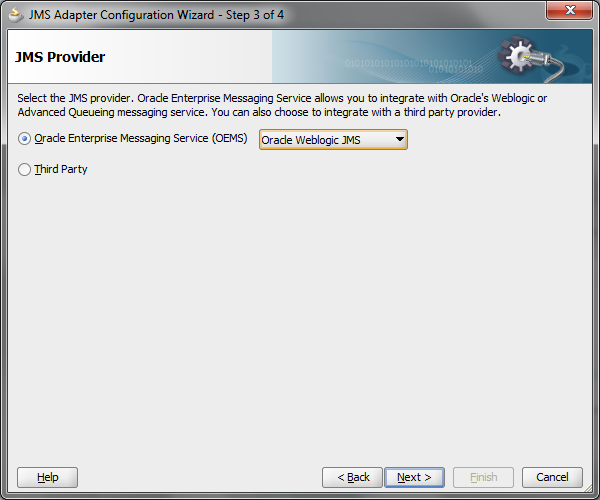 JMS Adapter Configuration Wizard - Step 3 of 4
JMS Provider
Select the JMS provider. Oracle Enterprise Messaging Service allows you to integrate with Oracle's Weblogic or
Advanced Queueing messaging service. You can also choose to integrate with a third party provider.
Oracle Enterprise Messaging Service (OEMS) Oracle Weblogic JMS
Third Party
Help < Back Next > Finish Cancel